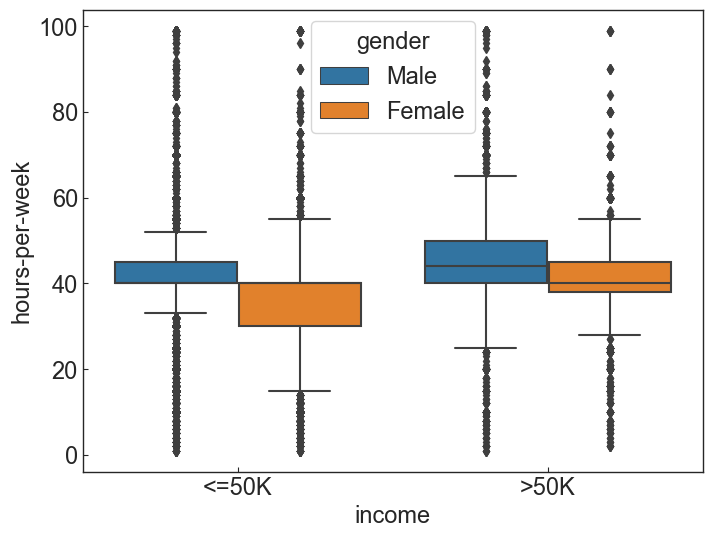 100
80
60
40
20
0
hours-per-week
gender
Male
Female
<=50K
>50K
income